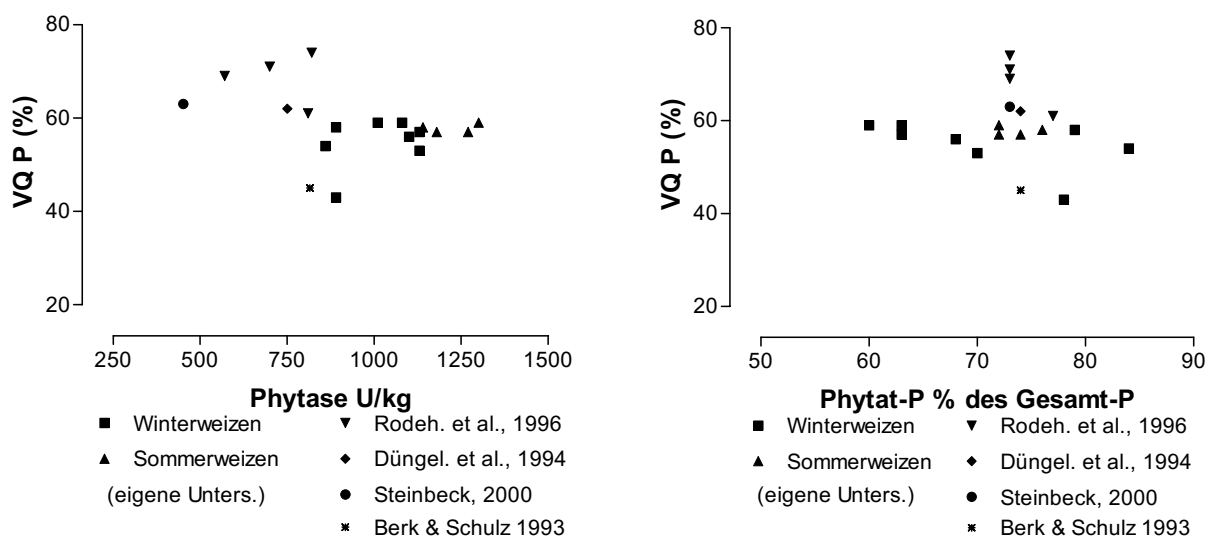 80
60
40
20
VQ P (%)
250 500 750 1000 1250 1500
Phytase U/kg
Winterweizen
Sommerweizen
(eigene Unters.)
Rodeh. et al., 1996
Düngel. et al., 1994
Steinbeck, 2000
Berk & Schulz 1993
80
60
40
20
VQ P (%)
50 60 70 80 90
Phytat-P % des Gesamt-P
Winterweizen
Sommerweizen
(eigene Unters.)
Rodeh. et al., 1996
Düngel. et al., 1994
Steinbeck, 2000
Berk & Schulz 1993